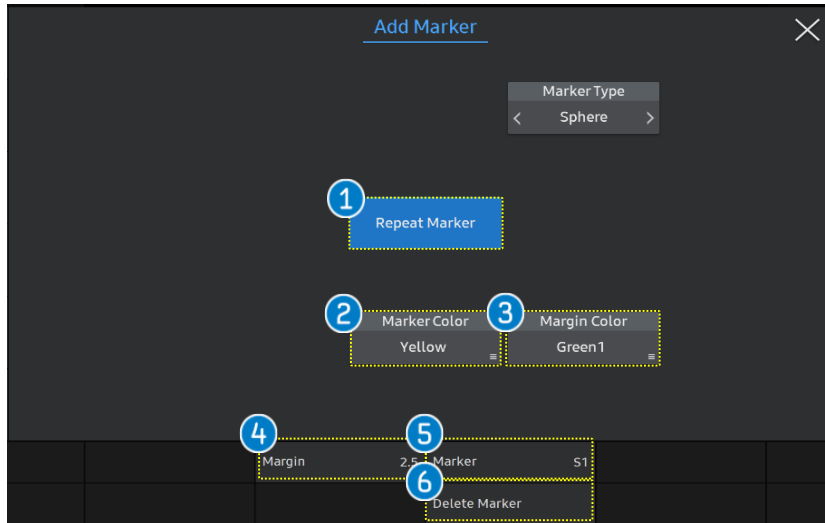 Add Marker
Marker Type
Sphere
1
Repeat Marker
2
3
Marker Color
Margin Color
Yellow
Green1
4
5
Margin 2.5
Marker S1
6
Delete Marker